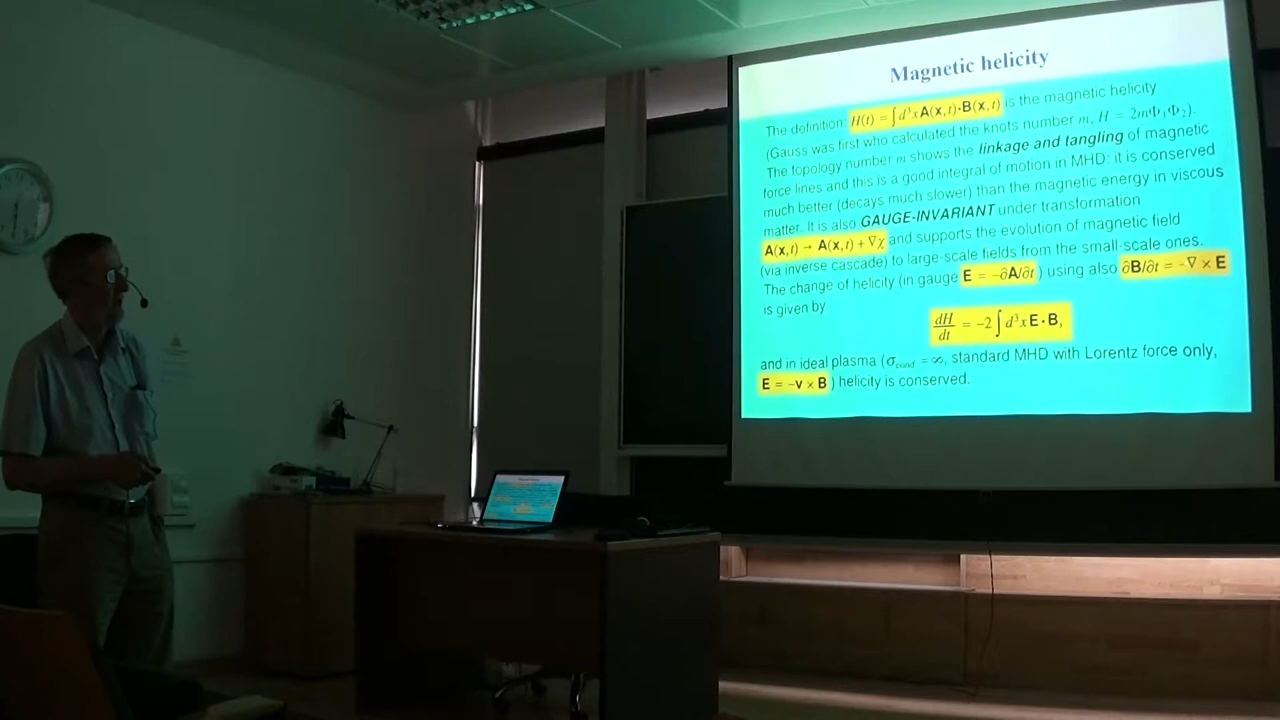 Magnetic helicity
The definition: H(t) = ∫d³xA(x,t)·B(x,t) is the magnetic helicity
(Gauss was first who calculated the knots number m, H = 2mΦ₁Φ₂).
The topology number m shows the linkage and tangling of magnetic
force lines and this is a good integral of motion in MHD: it is conserved
much better (decays much slower) than the magnetic energy in viscous
matter. It is also GAUGE-INVARIANT under transformation
A(x,t) → A(x,t) + ∇χ and supports the evolution of magnetic field
(via inverse cascade) to large-scale fields from the small-scale ones.
The change of helicity (in gauge E = -∂A/∂t ) using also ∂B/∂t = -∇ × E
is given by
dH/dt = -2∫d³xE·B,
and in ideal plasma (σcond = ∞, standard MHD with Lorentz force only,
E = -v × B ) helicity is conserved.